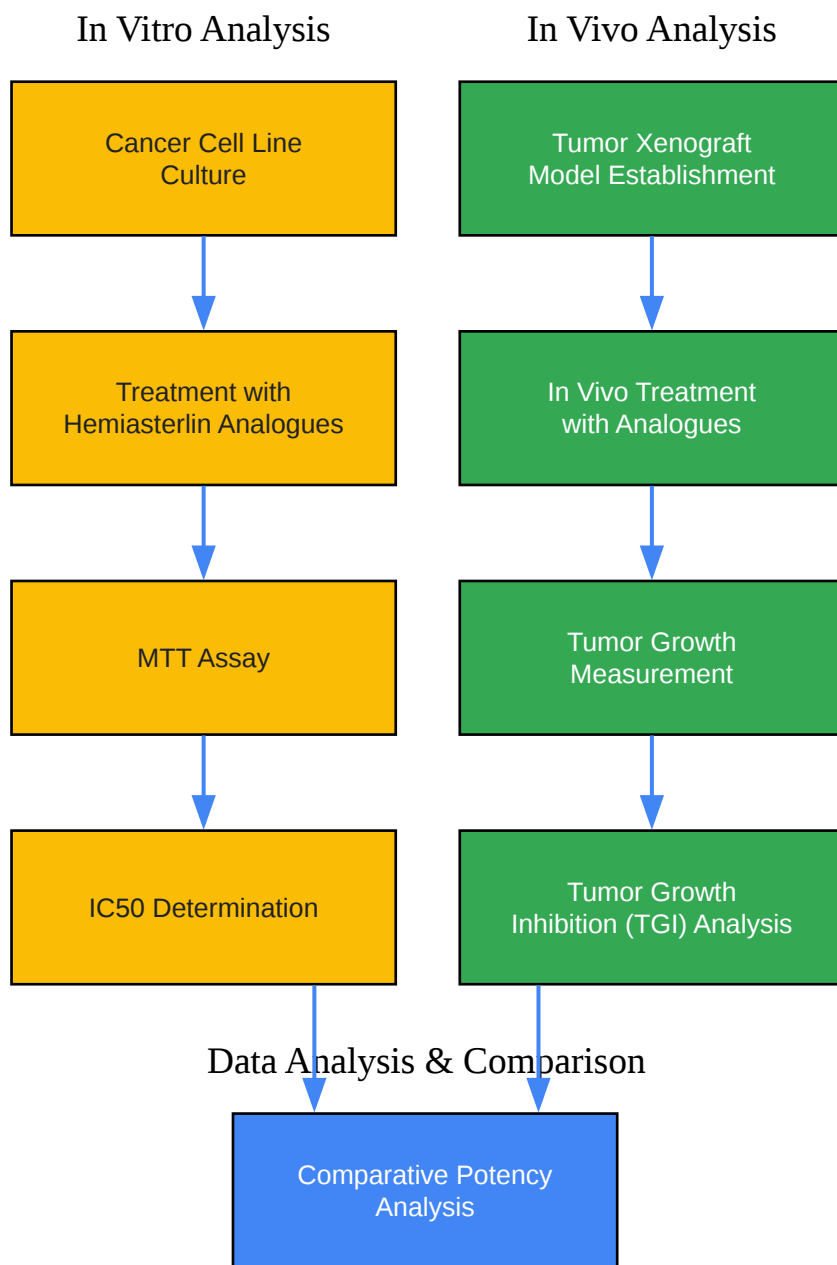 In Vitro Analysis
Cancer Cell Line
Culture
Treatment with
Hemiasterlin Analogues
MTT Assay
IC50 Determination
In Vivo Analysis
Tumor Xenograft
Model Establishment
In Vivo Treatment
with Analogues
Tumor Growth
Measurement
Tumor Growth
Inhibition (TGI) Analysis
Data Analysis & Comparison
Comparative Potency
Analysis